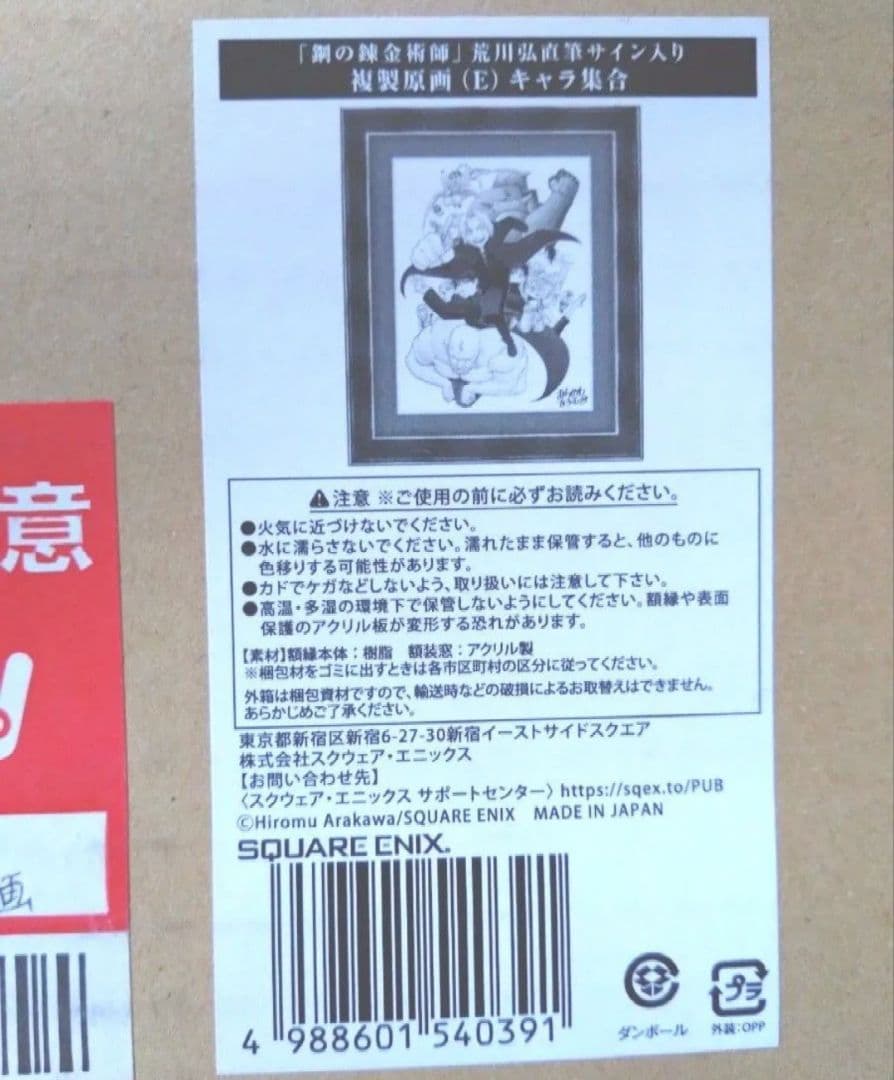 「鋼の錬金術師」荒川弘直筆サイン入り
複製原画(E)キャラ集合
注意 ※ご使用の前に必ずお読みください。
●火気に近づけないでください。
●水に濡らさないでください。濡れたまま保管すると、他のものに
色移りする可能性があります。
●カドでケガなどしないよう、取り扱いには注意して下さい。
●高温・多湿の環境下で保管しないようにしてください。額縁や表面
保護のアクリル板が変形する恐れがあります。
【素材】額縁本体:樹脂 額装窓:アクリル製
※梱包材をゴミに出すときは各市区町村の区分に従ってください。
外箱は梱包資材ですので、輸送時などの破損によるお取替えはできません。
あらかじめご了承ください。
東京都新宿区新宿6-27-30新宿イーストサイドスクエア
株式会社スクウェア・エニックス
【お問い合わせ先】
〈スクウェア・エニックス サポートセンター〉https://sqex.to/PUB
©Hiromu Arakawa/SQUARE ENIX MADE IN JAPAN
SQUARE ENIX.
4 988601 540391
ダンボール
プラ
外装:OPP
意
画